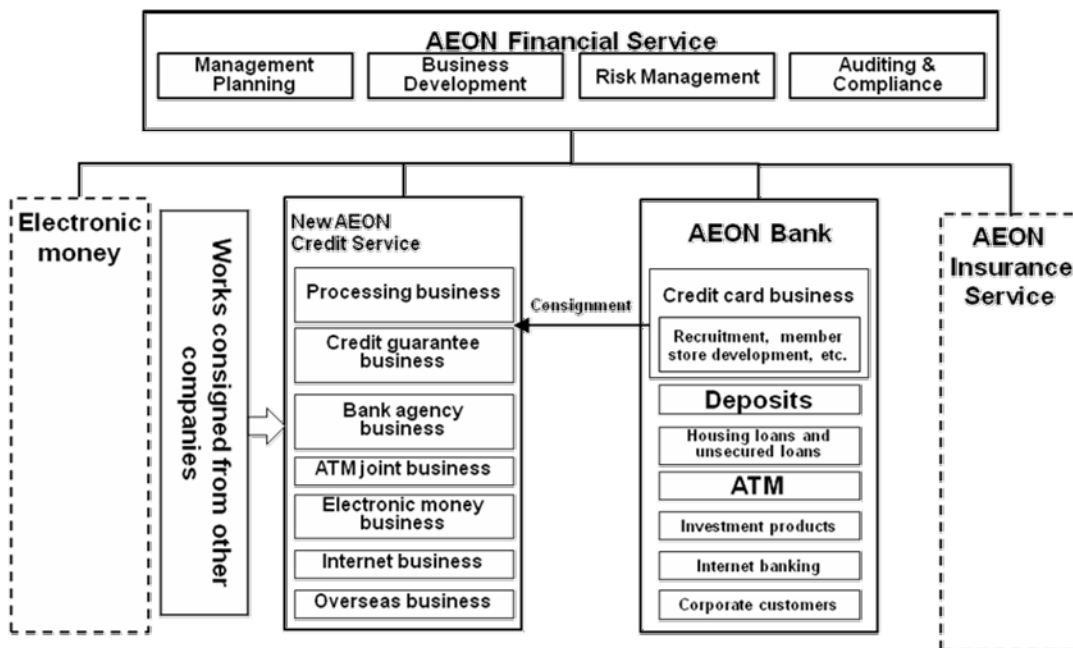 AEON Financial Service
Management
Planning
Business
Development
Risk Management
Auditing &
Compliance
Electronic
money
Works consigned from other
companies
New AEON
Credit Service
Processing business
Credit guarantee
business
Bank agency
business
ATM joint business
Electronic money
business
Internet business
Overseas business
Consignment
AEON Bank
Credit card business
Recruitment, member
store development, etc.
Deposits
Housing loans and
unsecured loans
ATM
Investment products
Internet banking
Corporate customers
AEON
Insurance
Service